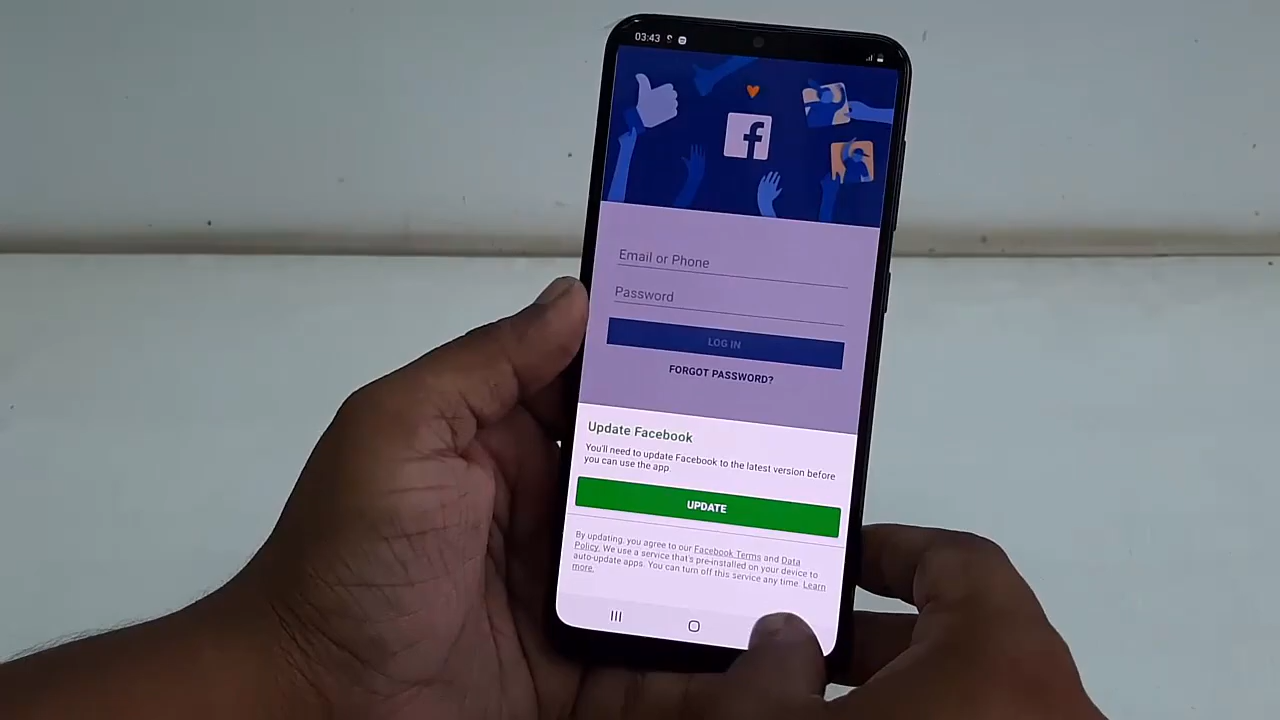 03:43
f
Email or Phone
Password
LOG IN
FORGOT PASSWORD?
Update Facebook
You'll need to update Facebook to the latest version before
you can use the app.
UPDATE
By updating, you agree to our Facebook Terms and Data
Policy. We use a service that's pre-installed on your device to
auto-update apps. You can turn off this service any time. Learn
more.